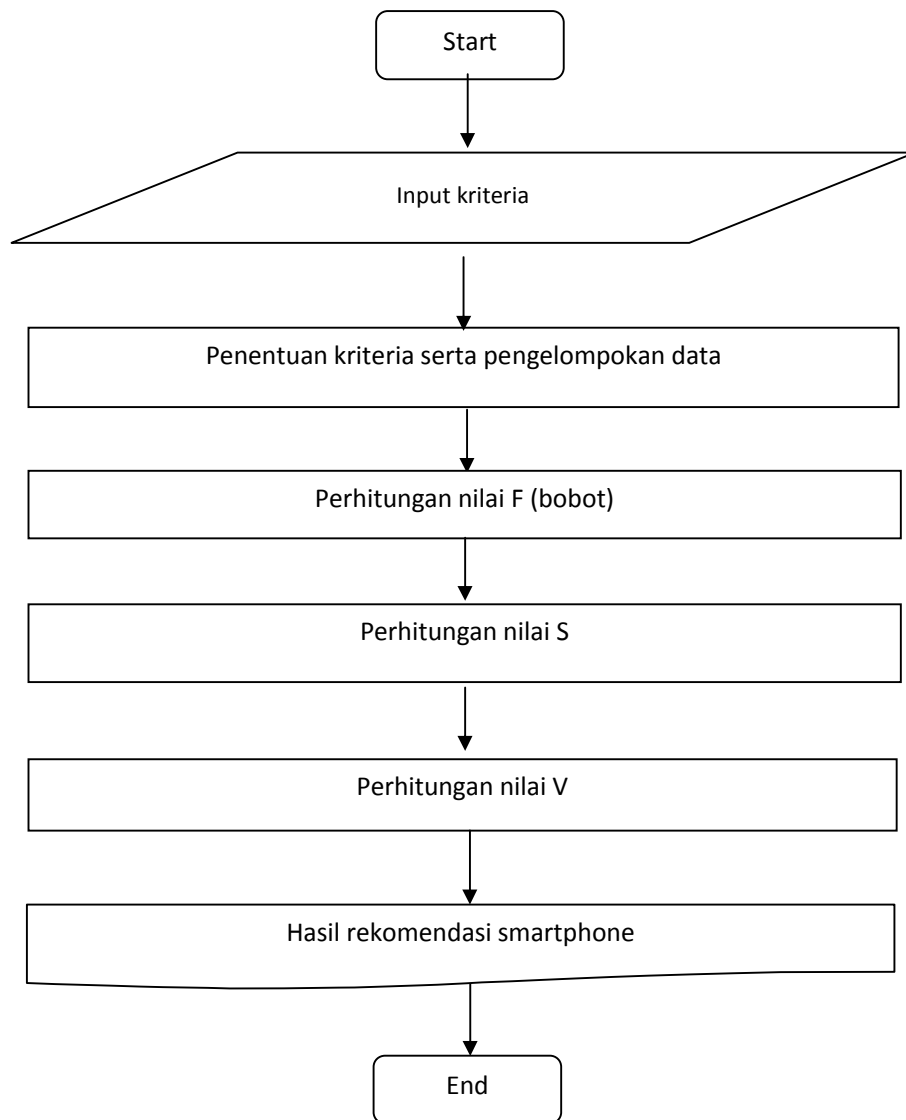 Start
Input kriteria
Penentuan kriteria serta pengelompokan data
Perhitungan nilai F (bobot)
Perhitungan nilai S
Perhitungan nilai V
Hasil rekomendasi smartphone
End